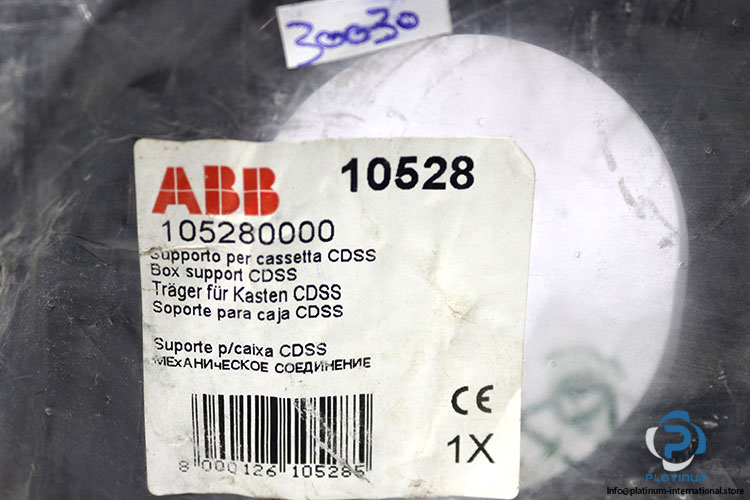 30030
ABB 10528
105280000
Supporto per cassetta CDSS
Box support CDSS
Träger für Kasten CDSS
Soporte para caja CDSS
Suporte p/caixa CDSS
МЕХАНИЧЕСКОЕ СОЕДИНЕНИЕ
CE
1X
8 000126 105285
PLATINUM
Info@platinum-international.store